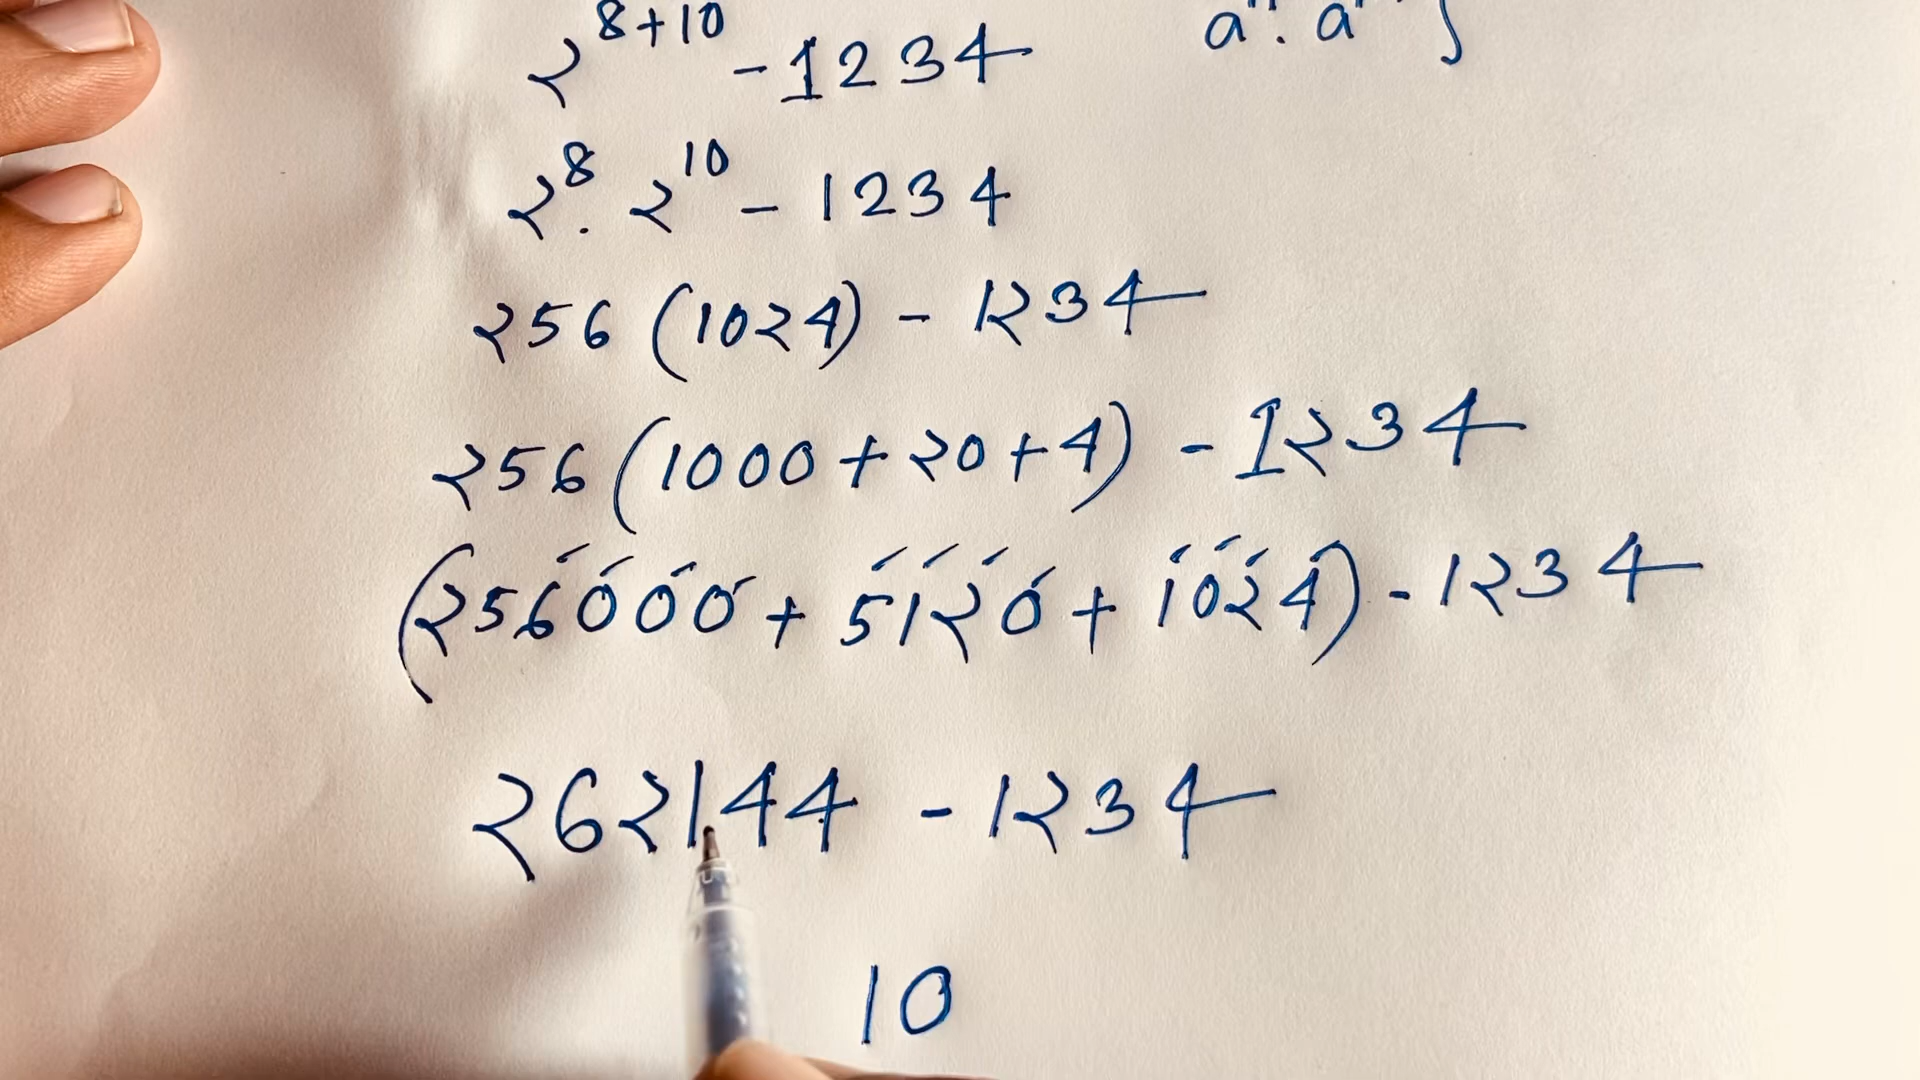 2^{8+10} - 1234
a^m . a^n }
2^8 . 2^{10} - 1234
256 (1024) - 1234
256 (1000 + 20 + 4) - 1234
(256000 + 5120 + 1024) - 1234
262144 - 1234
10